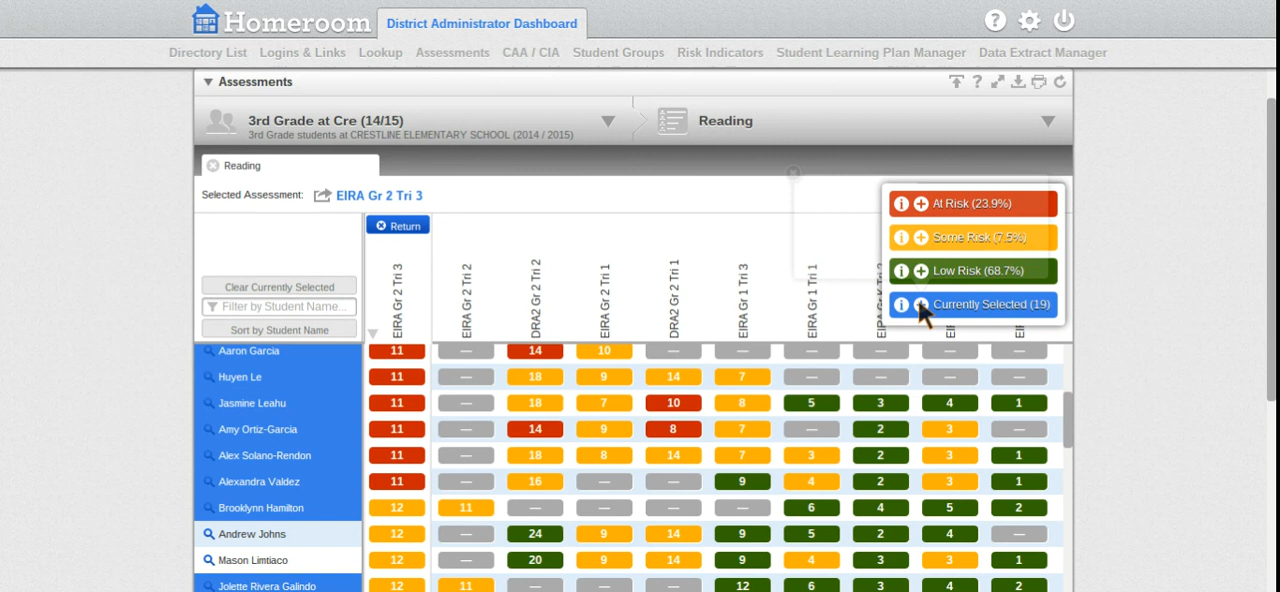 Homeroom
District Administrator Dashboard
?
Directory List Logins & Links Lookup Assessments CAA / CIA Student Groups Risk Indicators Student Learning Plan Manager Data Extract Manager
Assessments
?
3rd Grade at Cre (14/15)
3rd Grade students at CRESTLINE ELEMENTARY SCHOOL (2014 / 2015)
Reading
Reading
Selected Assessment: EIRA Gr 2 Tri 3
i + At Risk (23.9%)
i + Some Risk (7.5%)
i + Low Risk (68.7%)
i + Currently Selected (19)
Return
Clear Currently Selected
Filter by Student Name...
Sort by Student Name
EIRA Gr 2 Tri 3
EIRA Gr 2 Tri 2
DRA2 Gr 2 Tri 2
EIRA Gr 2 Tri 1
DRA2 Gr 2 Tri 1
EIRA Gr 1 Tri 3
EIRA Gr 1 Tri 1
Aaron Garcia 11 — 14 10 — — — — — —
Huyen Le 11 — 18 9 14 7 — — — —
Jasmine Leahu 11 — 18 7 10 8 5 3 4 1
Amy Ortiz-Garcia 11 — 14 9 8 7 — 2 3 —
Alex Solano-Rendon 11 — 18 8 14 7 3 2 3 1
Alexandra Valdez 11 — 16 — — 9 4 2 3 1
Brooklynn Hamilton 12 11 — — — — 6 4 5 2
Andrew Johns 12 — 24 9 14 9 5 2 4 —
Mason Limtiaco 12 — 20 9 14 9 4 3 3 1
Jolette Rivera Galindo 12 11 — — — 12 6 3 4 2